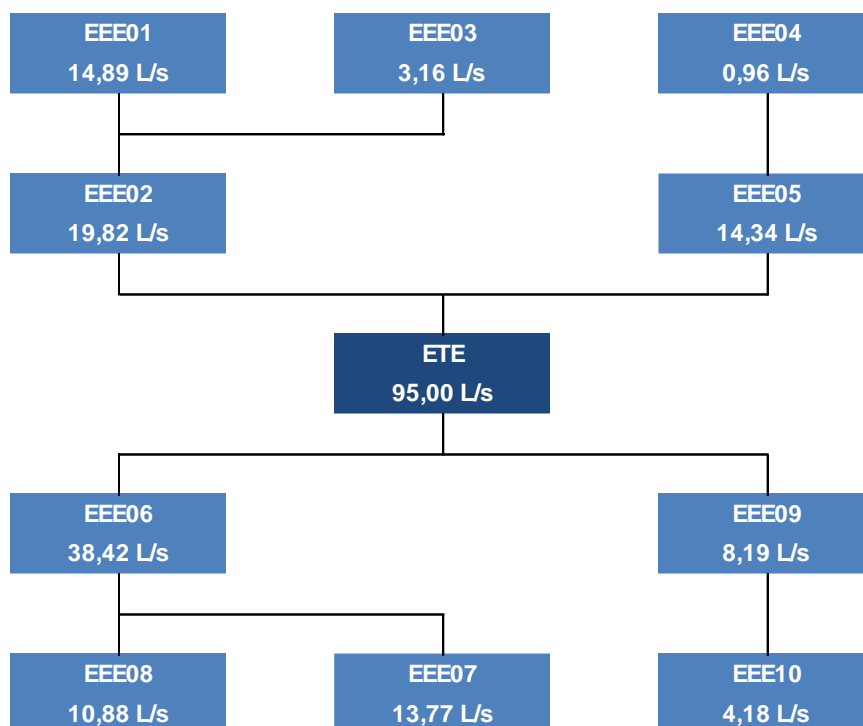 EEE01
14,89 L/s
EEE03
3,16 L/s
EEE04
0,96 L/s
EEE02
19,82 L/s
EEE05
14,34 L/s
ETE
95,00 L/s
EEE06
38,42 L/s
EEE09
8,19 L/s
EEE08
10,88 L/s
EEE07
13,77 L/s
EEE10
4,18 L/s